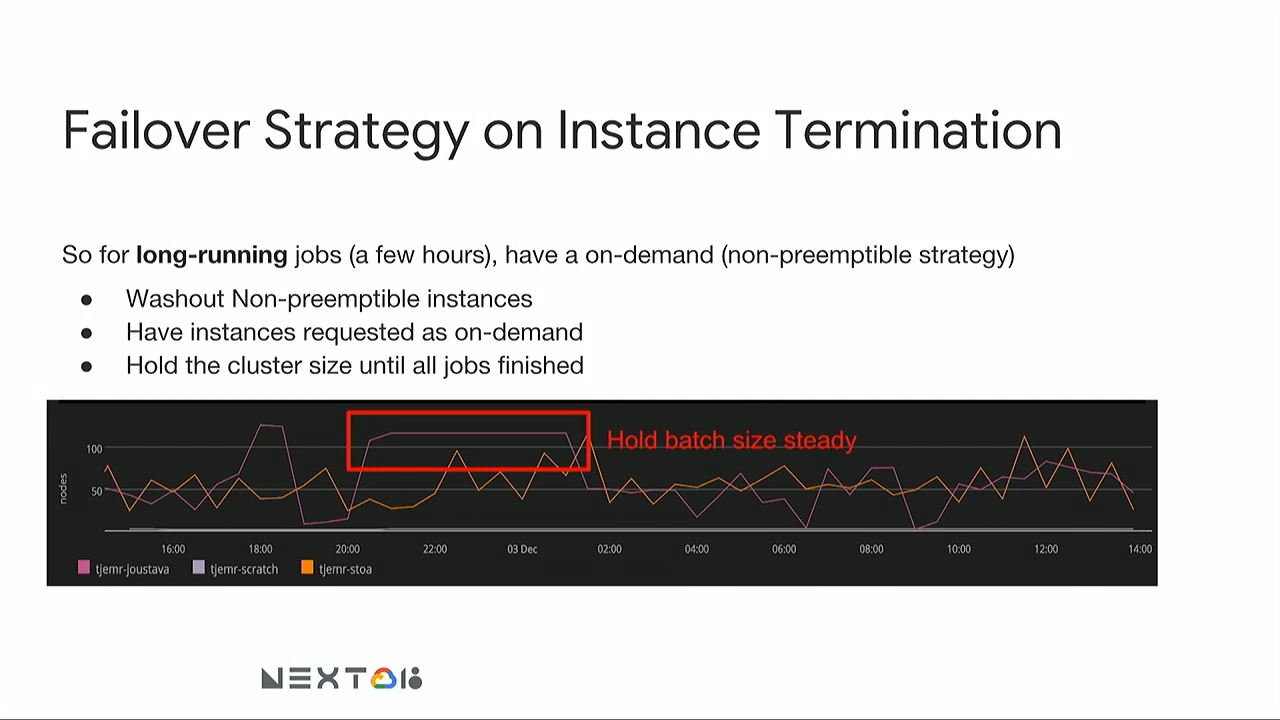 Failover Strategy on Instance Termination
So for long-running jobs (a few hours), have a on-demand (non-preemptible strategy)
● Washout Non-preemptible instances
● Have instances requested as on-demand
● Hold the cluster size until all jobs finished
Hold batch size steady
100
50
nodes
16:00 18:00 20:00 22:00 03 Dec 02:00 04:00 06:00 08:00 10:00 12:00 14:00
tjemr-joustava tjemr-scratch tjemr-stoa
NEXT 18